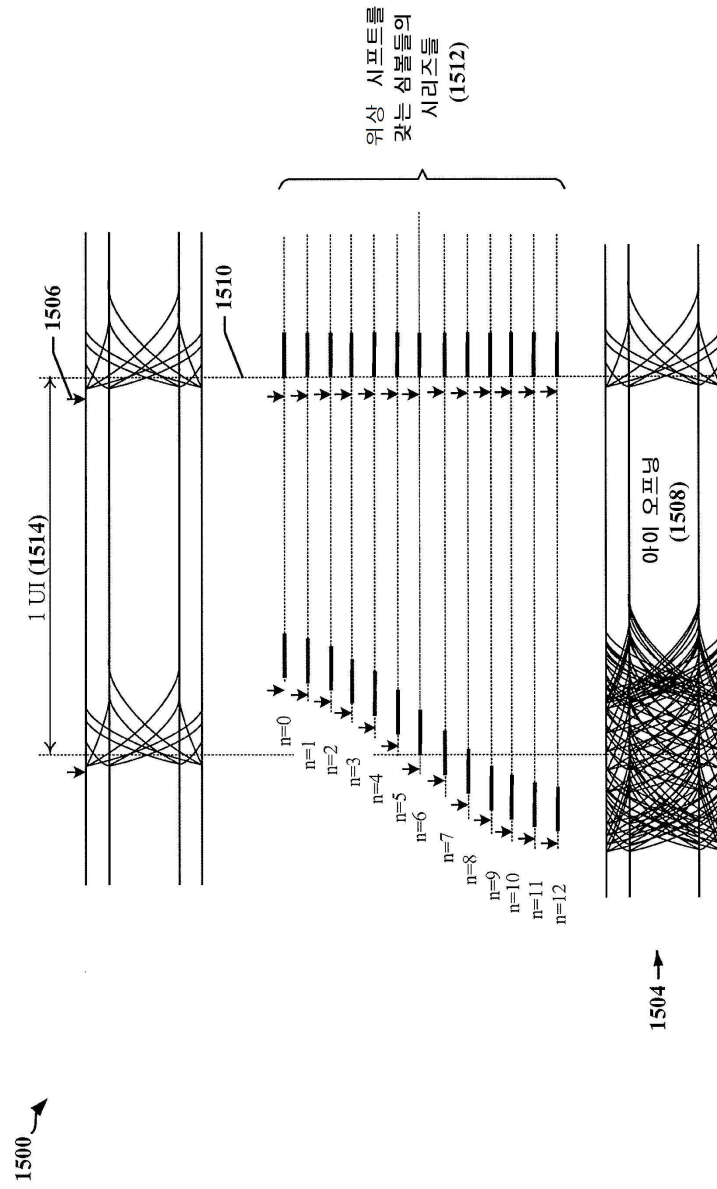 1500
1 UI (1514)
1506
1510
n=0
n=1
n=2
n=3
n=4
n=5
n=6
n=7
n=8
n=9
n=10
n=11
n=12
위상 시프트를
갖는 심볼들의
시리즈들
(1512)
1504
아이 오프닝
(1508)